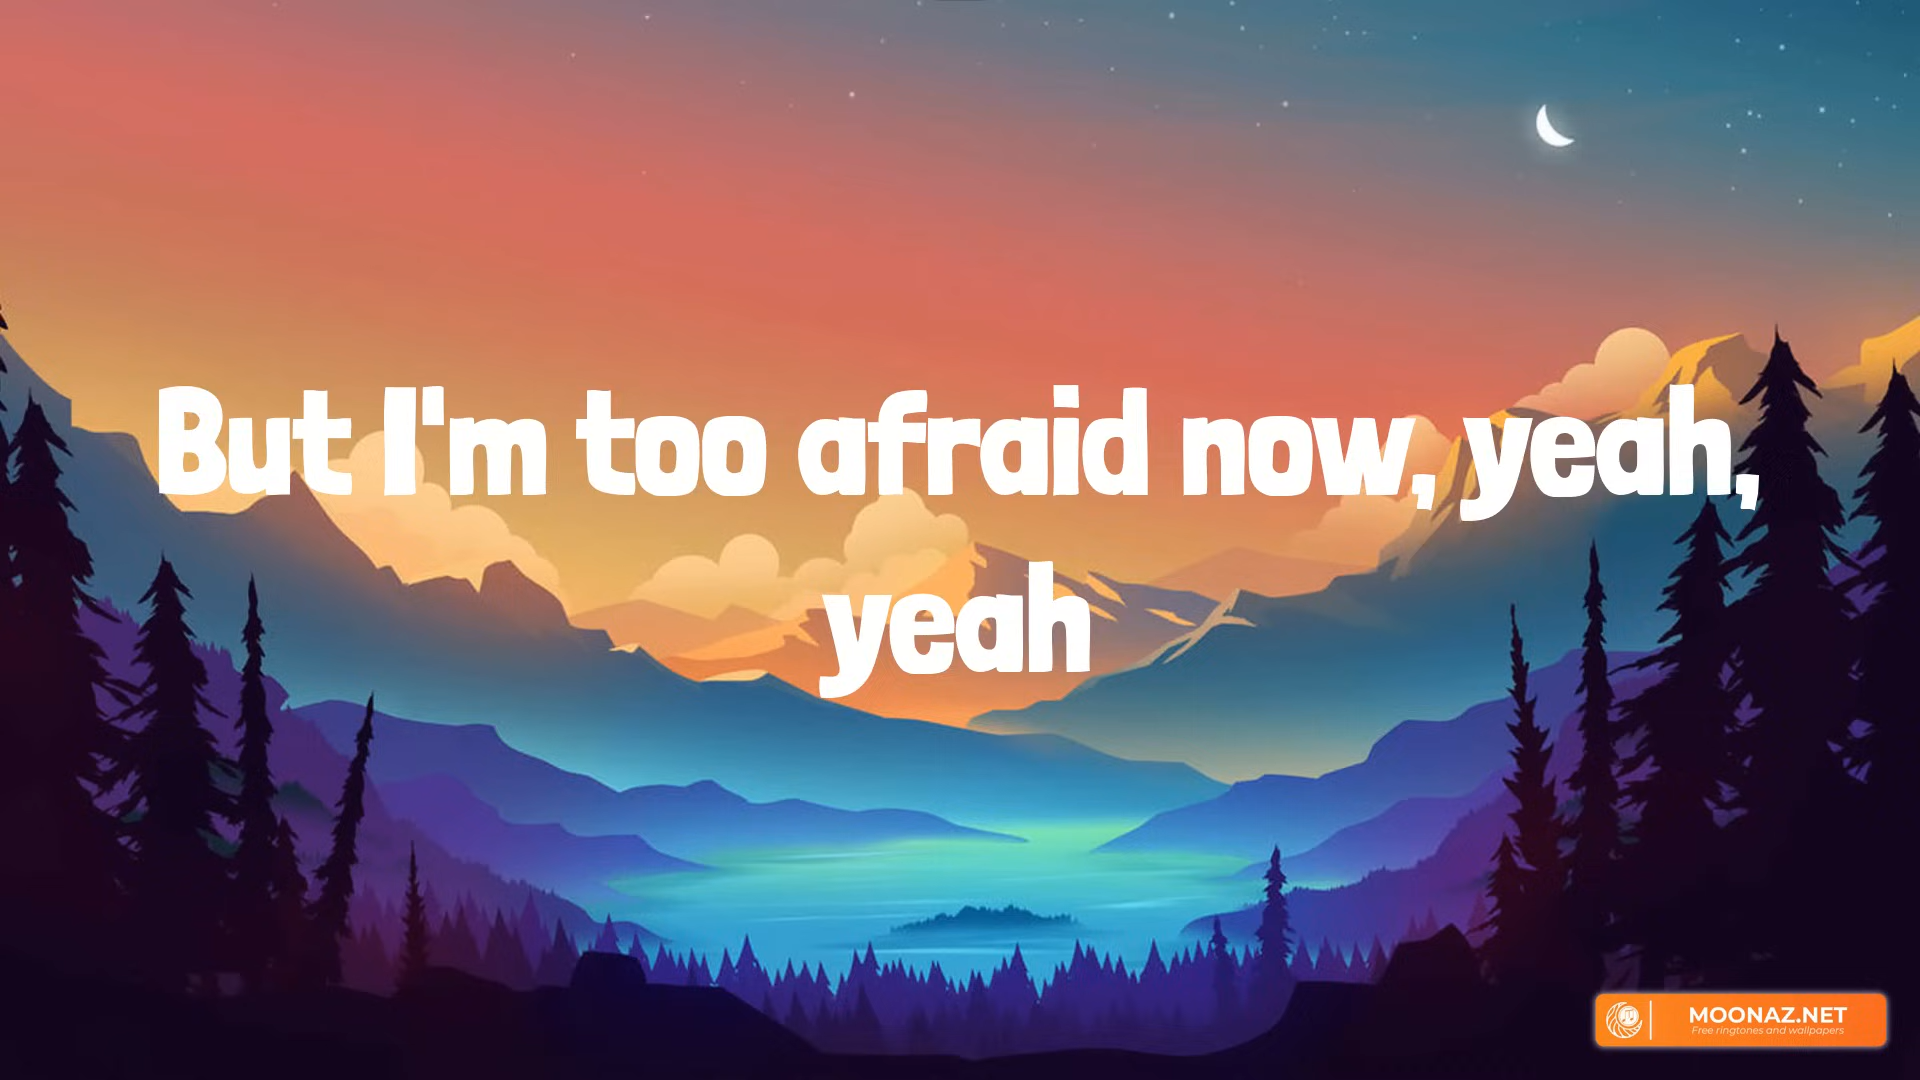 But I'm too afraid now, yeah,
yeah
MOONAZ.NET
Free ringtones and wallpapers